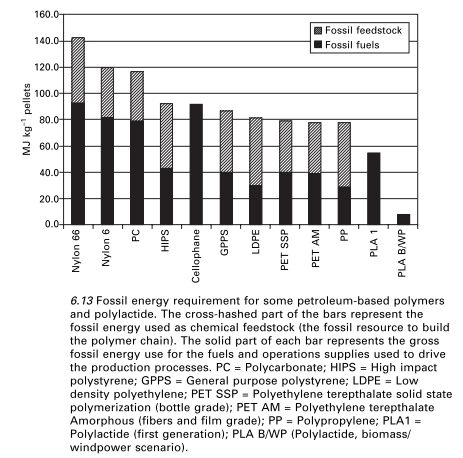 160.0
140.0
120.0
100.0
80.0
60.0
40.0
20.0
0.0
MJ kg⁻¹ pellets
Fossil feedstock
Fossil fuels
Nylon 66
Nylon 6
PC
HIPS
Cellophane
GPPS
LDPE
PET SSP
PET AM
PP
PLA 1
PLA B/WP
6.13 Fossil energy requirement for some petroleum-based polymers
and polylactide. The cross-hashed part of the bars represent the
fossil energy used as chemical feedstock (the fossil resource to build
the polymer chain). The solid part of each bar represents the gross
fossil energy use for the fuels and operations supplies used to drive
the production processes. PC = Polycarbonate; HIPS = High impact
polystyrene; GPPS = General purpose polystyrene; LDPE = Low
density polyethylene; PET SSP = Polyethylene terepthalate solid state
polymerization (bottle grade); PET AM = Polyethylene terepthalate
Amorphous (fibers and film grade); PP = Polypropylene; PLA1 =
Polylactide (first generation); PLA B/WP (Polylactide, biomass/
windpower scenario).